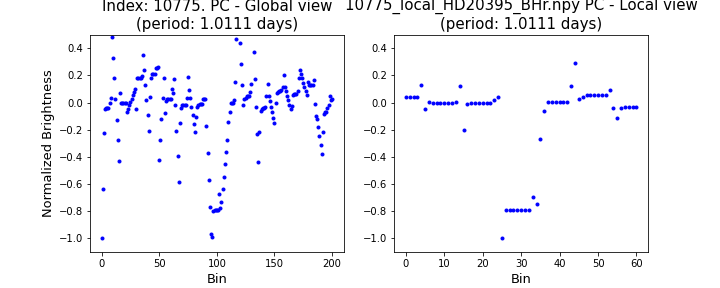 Index: 10775. PC - Global view
(period: 1.0111 days)
10775_local_HD20395_BHr.npy PC - Local view
(period: 1.0111 days)
Normalized Brightness
0.4
0.2
0.0
−0.2
−0.4
−0.6
−0.8
−1.0
0 50 100 150 200
Bin
0.4
0.2
0.0
−0.2
−0.4
−0.6
−0.8
−1.0
0 10 20 30 40 50 60
Bin